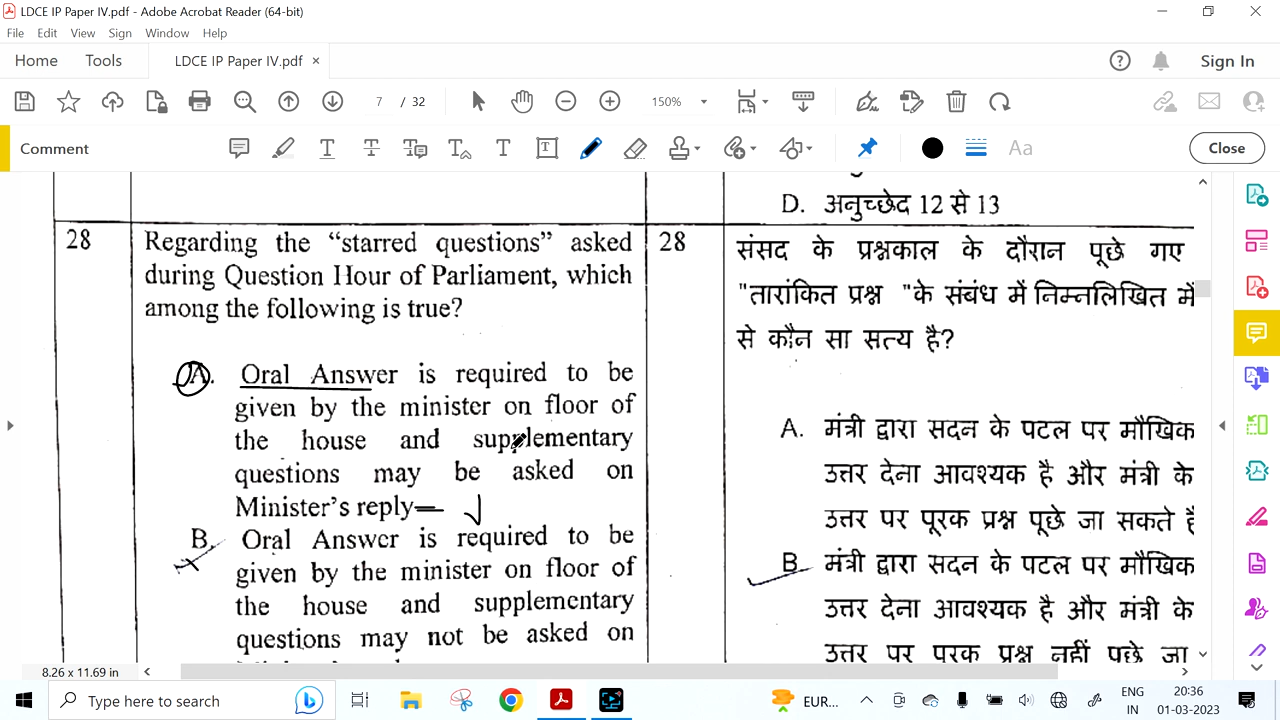 LDCE IP Paper IV.pdf - Adobe Acrobat Reader (64-bit)
File Edit View Sign Window Help
Home Tools LDCE IP Paper IV.pdf × Sign In
7 / 32 150%
Comment Aa Close
D. अनुच्छेद 12 से 13
28 Regarding the “starred questions” asked
during Question Hour of Parliament, which
among the following is true?
A. Oral Answer is required to be
given by the minister on floor of
the house and supplementary
questions may be asked on
Minister’s reply
B. Oral Answer is required to be
given by the minister on floor of
the house and supplementary
questions may not be asked on
28 संसद के प्रश्नकाल के दौरान पूछे गए
"तारांकित प्रश्न "के संबंध में निम्नलिखित में
से कौन सा सत्य है?
A. मंत्री द्वारा सदन के पटल पर मौखिक
उत्तर देना आवश्यक है और मंत्री के
उत्तर पर पूरक प्रश्न पूछे जा सकते हैं
B. मंत्री द्वारा सदन के पटल पर मौखिक
उत्तर देना आवश्यक है और मंत्री के
उत्तर पर पूरक प्रश्न नहीं पूछे जा
8.26 x 11.69 in
Type here to search EUR... ENG 20:36
IN 01-03-2023